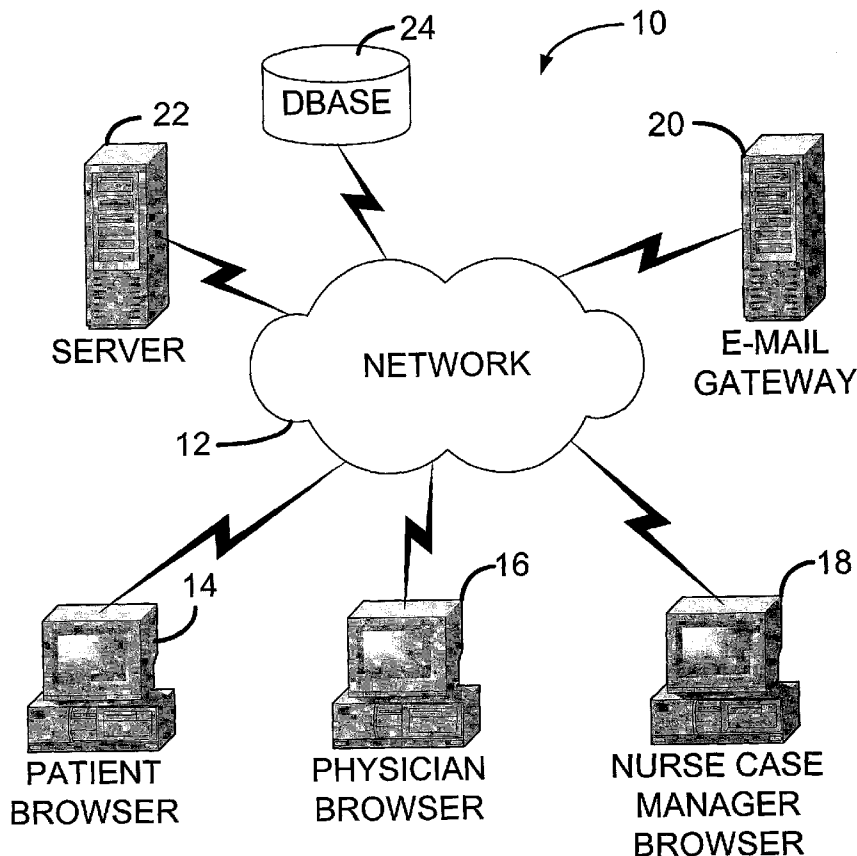 24
10
DBASE
22
20
SERVER
NETWORK
E-MAIL
GATEWAY
12
14
16
18
PATIENT
BROWSER
PHYSICIAN
BROWSER
NURSE CASE
MANAGER
BROWSER